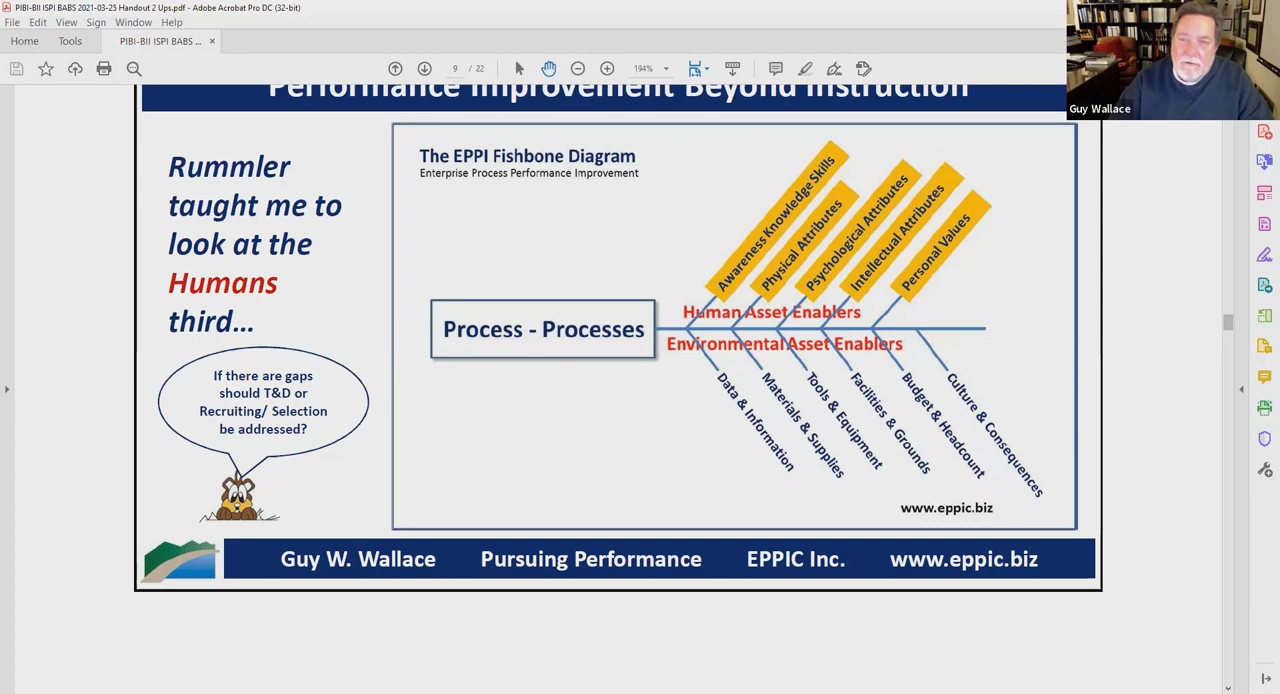 PIBI-BII ISPI BABS 2021-03-25 Handout 2 Ups.pdf - Adobe Acrobat Pro DC (32-bit)
File Edit View Sign Window Help
Home Tools PIBI-BII ISPI BABS ... ×
9 / 22 194%
Guy Wallace
Performance Improvement Beyond Instruction
Rummler
taught me to
look at the
Humans
third...
If there are gaps
should T&D or
Recruiting/ Selection
be addressed?
The EPPI Fishbone Diagram
Enterprise Process Performance Improvement
Awareness Knowledge Skills
Physical Attributes
Psychological Attributes
Intellectual Attributes
Personal Values
Human Asset Enablers
Process - Processes
Environmental Asset Enablers
Data & Information
Materials & Supplies
Tools & Equipment
Facilities & Grounds
Budget & Headcount
Culture & Consequences
www.eppic.biz
Guy W. Wallace Pursuing Performance EPPIC Inc. www.eppic.biz